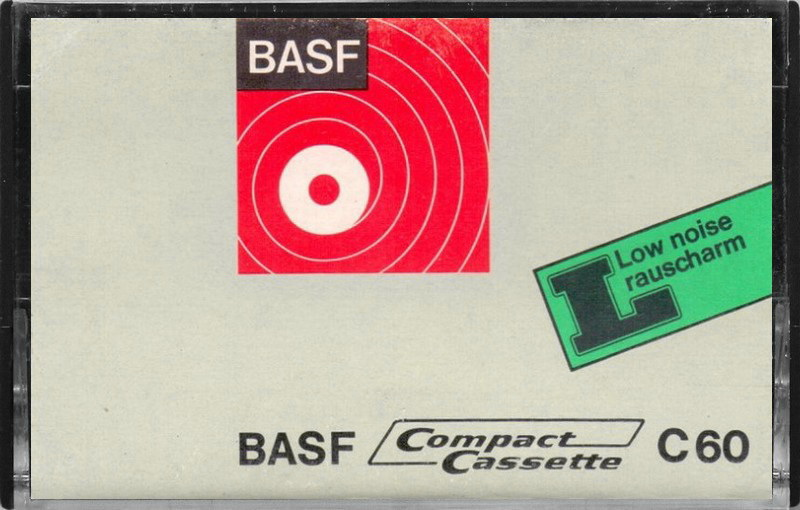 BASF
Low noise
rauscharm
L
BASF Compact Cassette C60